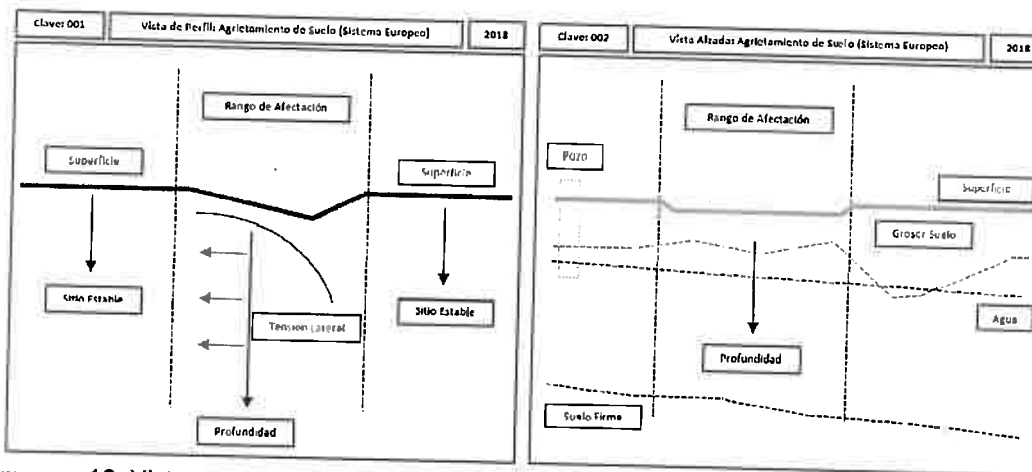 Clave: 001
Vista de Perfil: Agrietamiento de Suelo (Sistema Europeo)
2018
Rango de Afectación
Superficie
Superficie
Sitio Estable
Sitio Estable
Tensión Lateral
Profundidad
Clave: 002
Vista Alzada: Agrietamiento de Suelo (Sistema Europeo)
2018
Rango de Afectación
Pozo
Superficie
Grosor Suelo
Agua
Profundidad
Suelo Firme